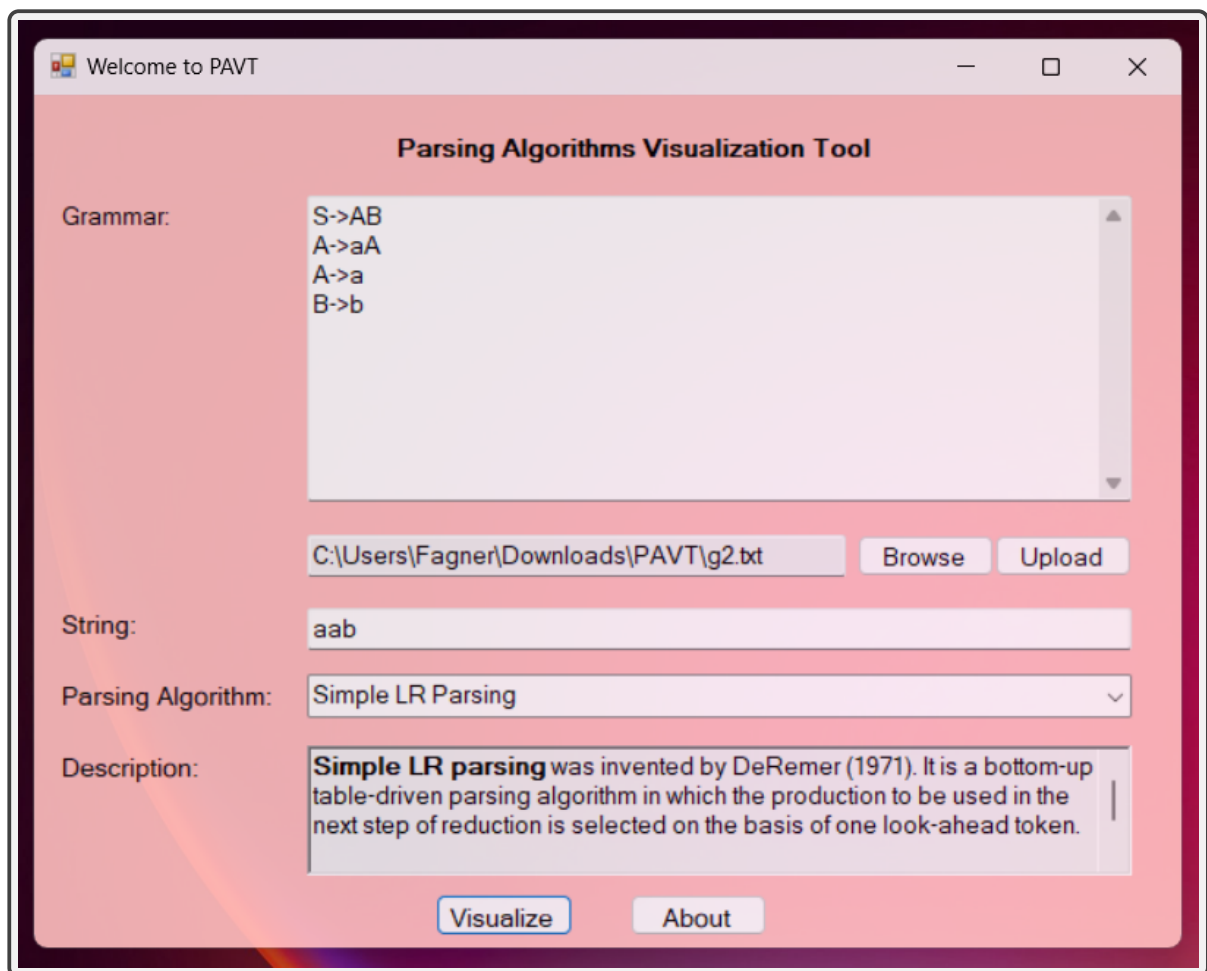 Welcome to PAVT
Parsing Algorithms Visualization Tool
Grammar:
S->AB
A->aA
A->a
B->b
C:\Users\Fagner\Downloads\PAVT\g2.txt
Browse
Upload
String:
aab
Parsing Algorithm:
Simple LR Parsing
Description:
Simple LR parsing was invented by DeRemer (1971). It is a bottom-up
table-driven parsing algorithm in which the production to be used in the
next step of reduction is selected on the basis of one look-ahead token.
Visualize
About